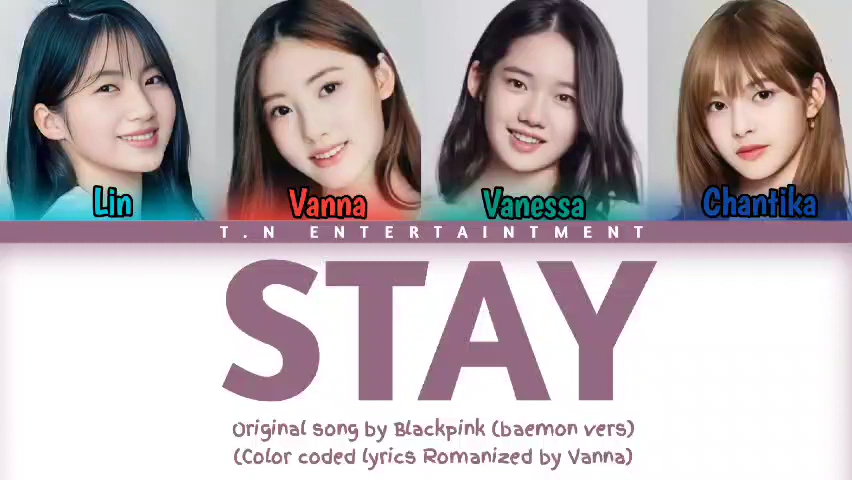 Lin
Vanna
Vanessa
Chantika
T.N ENTERTAINTMENT
STAY
Original song by Blackpink (baemon vers)
(Color coded lyrics Romanized by Vanna)